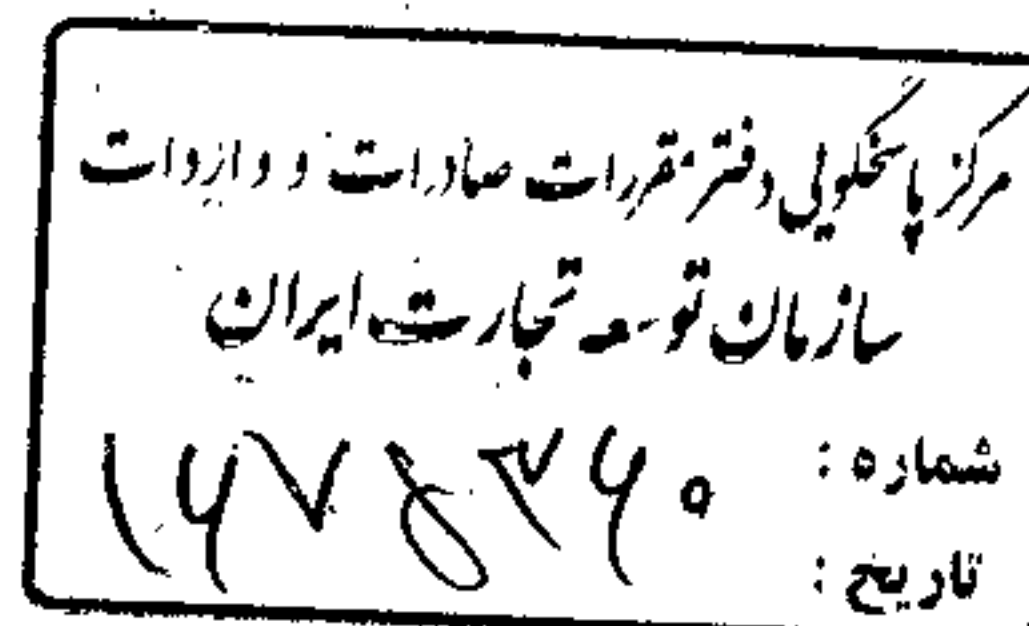 مرکز پاسخگویی دفتر مقررات صادرات و واردات
سازمان توسعه تجارت ایران
شماره :
تاریخ :